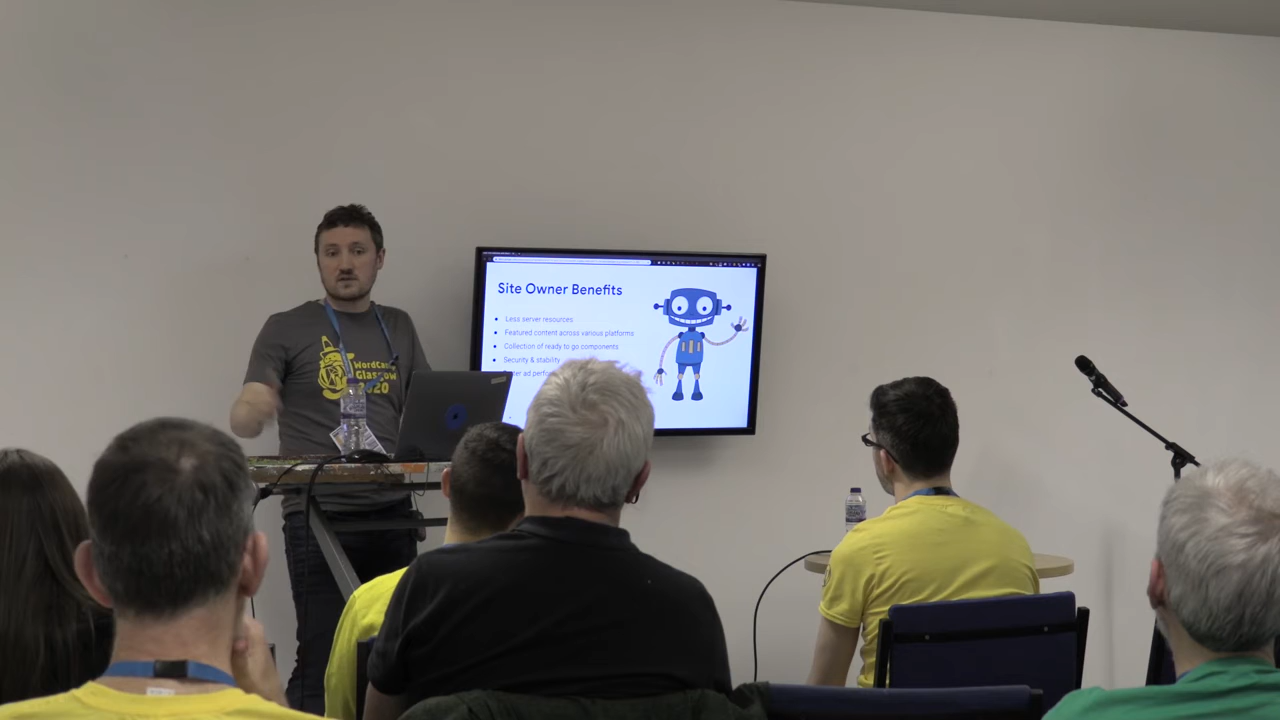 Site Owner Benefits
Less server resources
Featured content across various platforms
Collection of ready to go components
Security & stability
WordCamp
Glasgow
2020